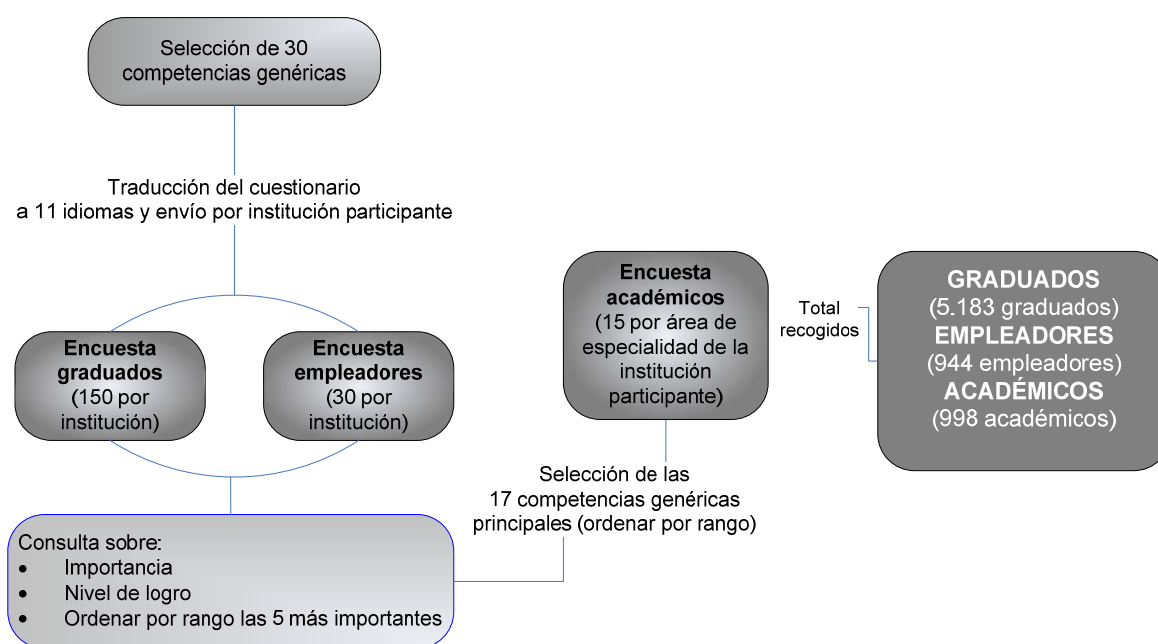 Selección de 30
competencias genéricas
Traducción del cuestionario
a 11 idiomas y envío por institución participante
Encuesta
graduados
(150 por
institución)
Encuesta
empleadores
(30 por
institución)
Consulta sobre:
• Importancia
• Nivel de logro
• Ordenar por rango las 5 más importantes
Selección de las
17 competencias genéricas
principales (ordenar por rango)
Encuesta
académicos
(15 por área de
especialidad de la
institución
participante)
Total
recogidos
GRADUADOS
(5.183 graduados)
EMPLEADORES
(944 empleadores)
ACADÉMICOS
(998 académicos)